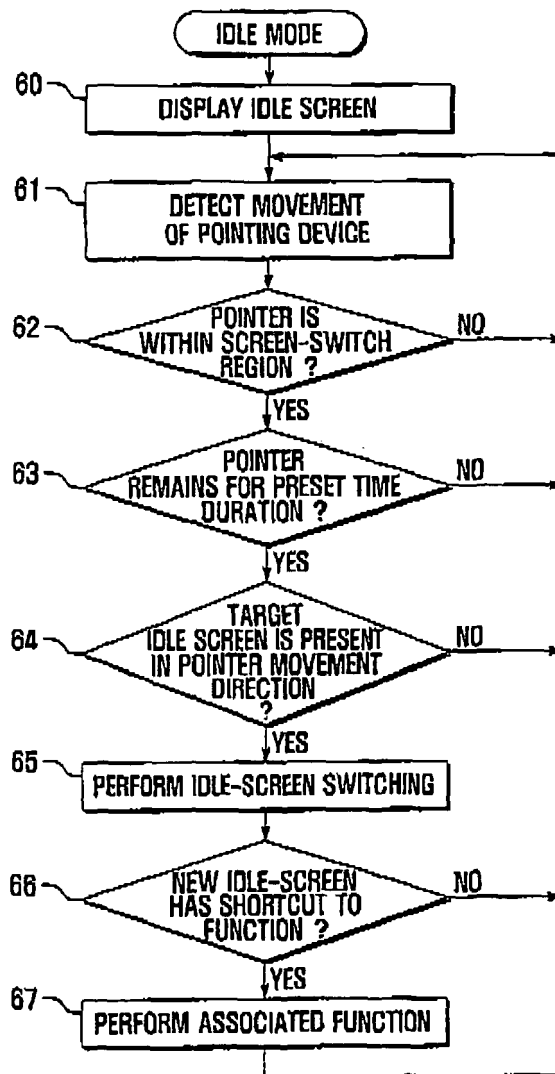 IDLE MODE
60
DISPLAY IDLE SCREEN
61
DETECT MOVEMENT
OF POINTING DEVICE
62
POINTER IS
WITHIN SCREEN-SWITCH
REGION ?
NO
YES
63
POINTER
REMAINS FOR PRESET TIME
DURATION ?
NO
YES
64
TARGET
IDLE SCREEN IS PRESENT
IN POINTER MOVEMENT
DIRECTION
?
NO
YES
65
PERFORM IDLE-SCREEN SWITCHING
66
NEW IDLE-SCREEN
HAS SHORTCUT TO
FUNCTION ?
NO
YES
67
PERFORM ASSOCIATED FUNCTION